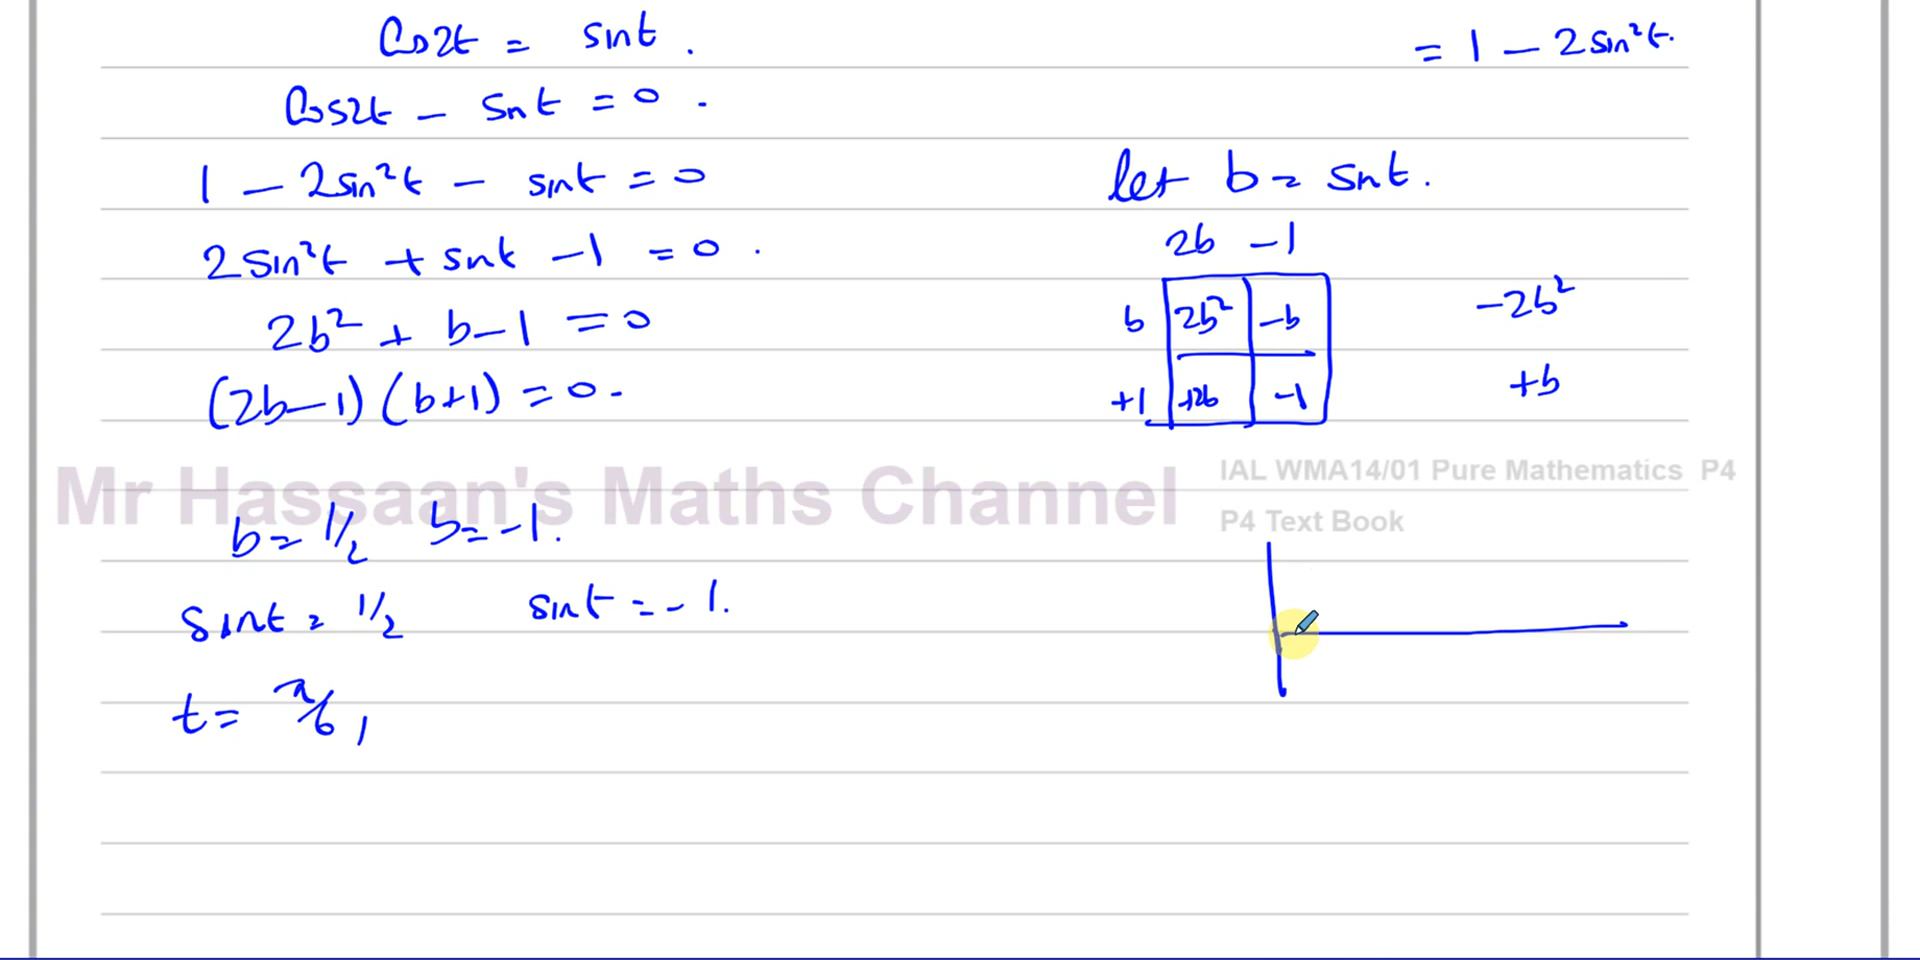 Cos2t = sint.
= 1 - 2sin²t.
Cos2t - sint = 0.
1 - 2sin²t - sint = 0
let b = sint.
2sin²t + sint - 1 = 0.
2b -1
2b² + b - 1 = 0
b 2b² -b
-2b²
(2b-1)(b+1) = 0.
+1 +2b -1
+b
Mr Hassaan's Maths Channel
IAL WMA14/01 Pure Mathematics P4
P4 Text Book
b = 1/2 b = -1.
sint = 1/2 sint = -1.
t = π/6,